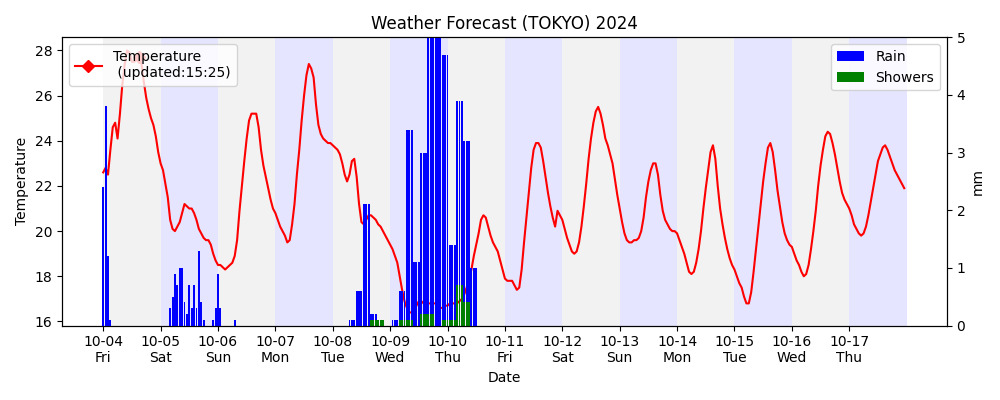 Weather Forecast (TOKYO) 2024
Temperature
(updated:15:25)
Rain
Showers
28
26
24
22
20
18
16
Temperature
5
4
3
2
1
0
mm
10-04 10-05 10-06 10-07 10-08 10-09 10-10 10-11 10-12 10-13 10-14 10-15 10-16 10-17
Fri Sat Sun Mon Tue Wed Thu Fri Sat Sun Mon Tue Wed Thu
Date